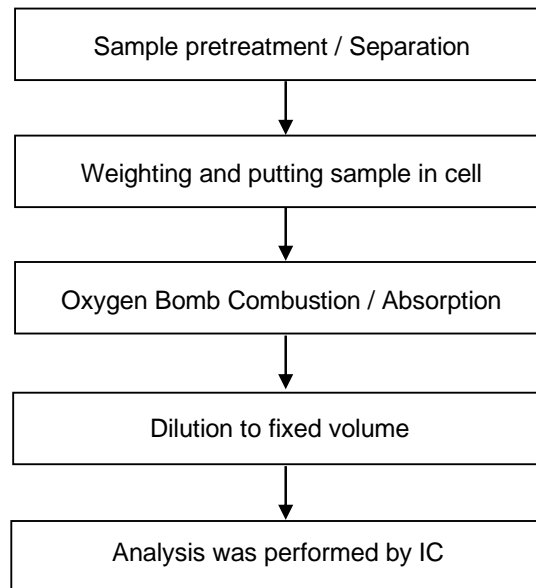 Sample pretreatment / Separation
Weighting and putting sample in cell
Oxygen Bomb Combustion / Absorption
Dilution to fixed volume
Analysis was performed by IC